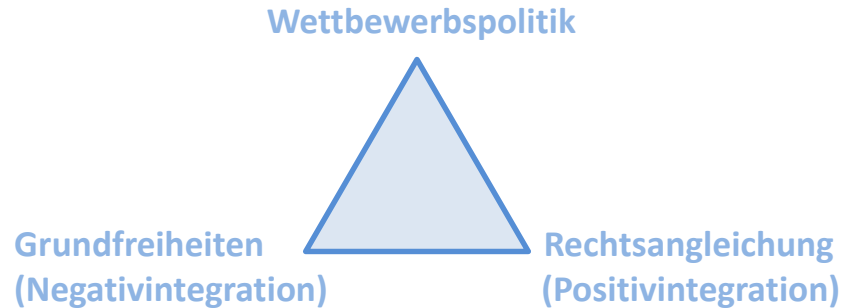 Wettbewerbspolitik
Grundfreiheiten
(Negativintegration)
Rechtsangleichung
(Positivintegration)